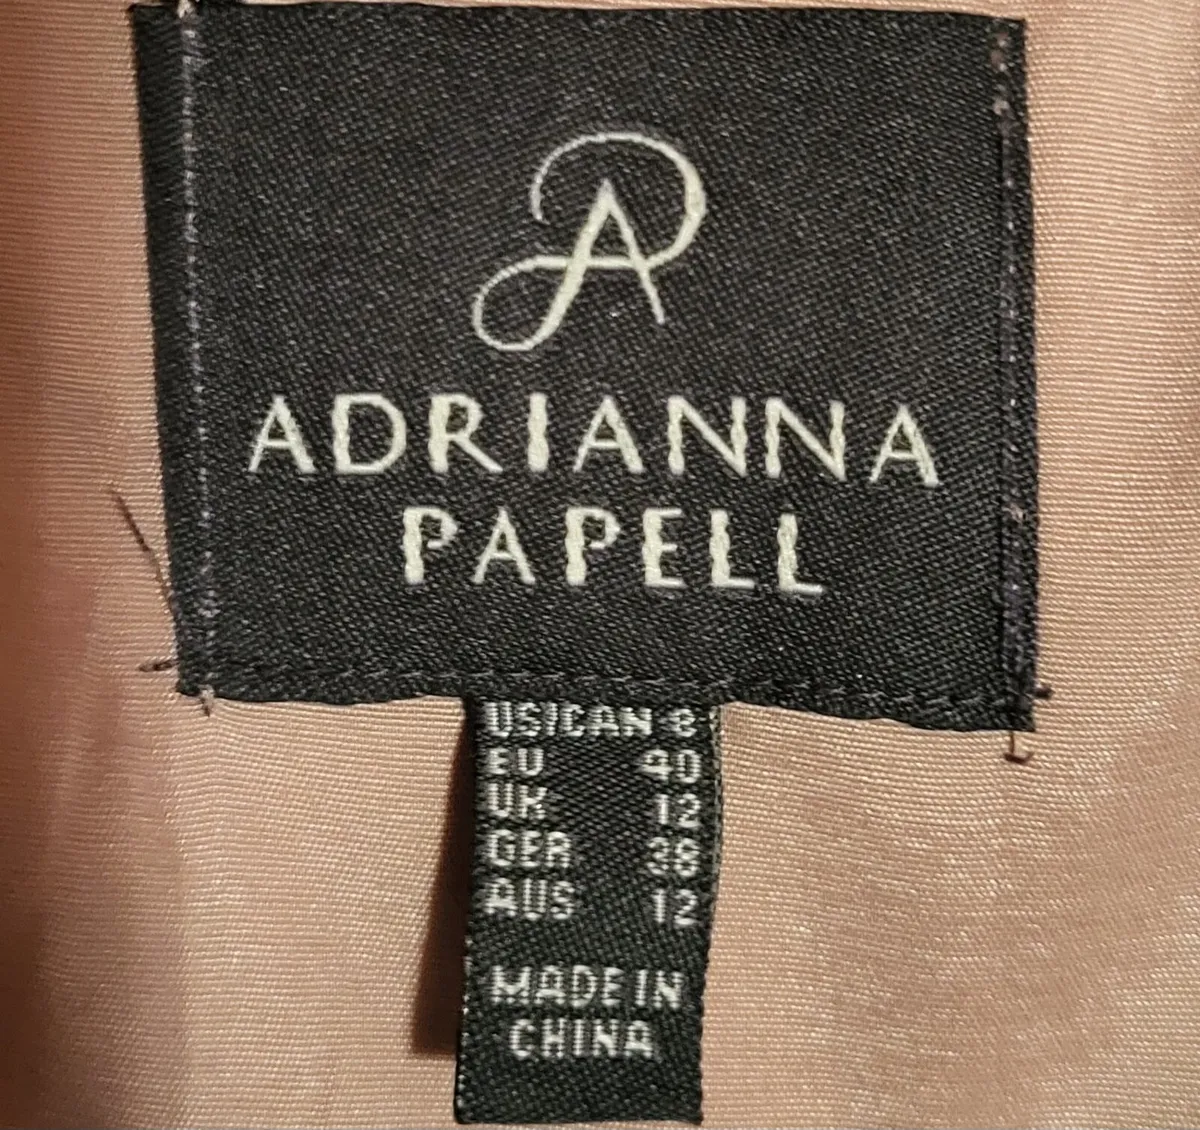 ADRIANNA
PAPELL
US/CAN 8
EU 40
UK 12
GER 38
AUS 12
MADE IN
CHINA